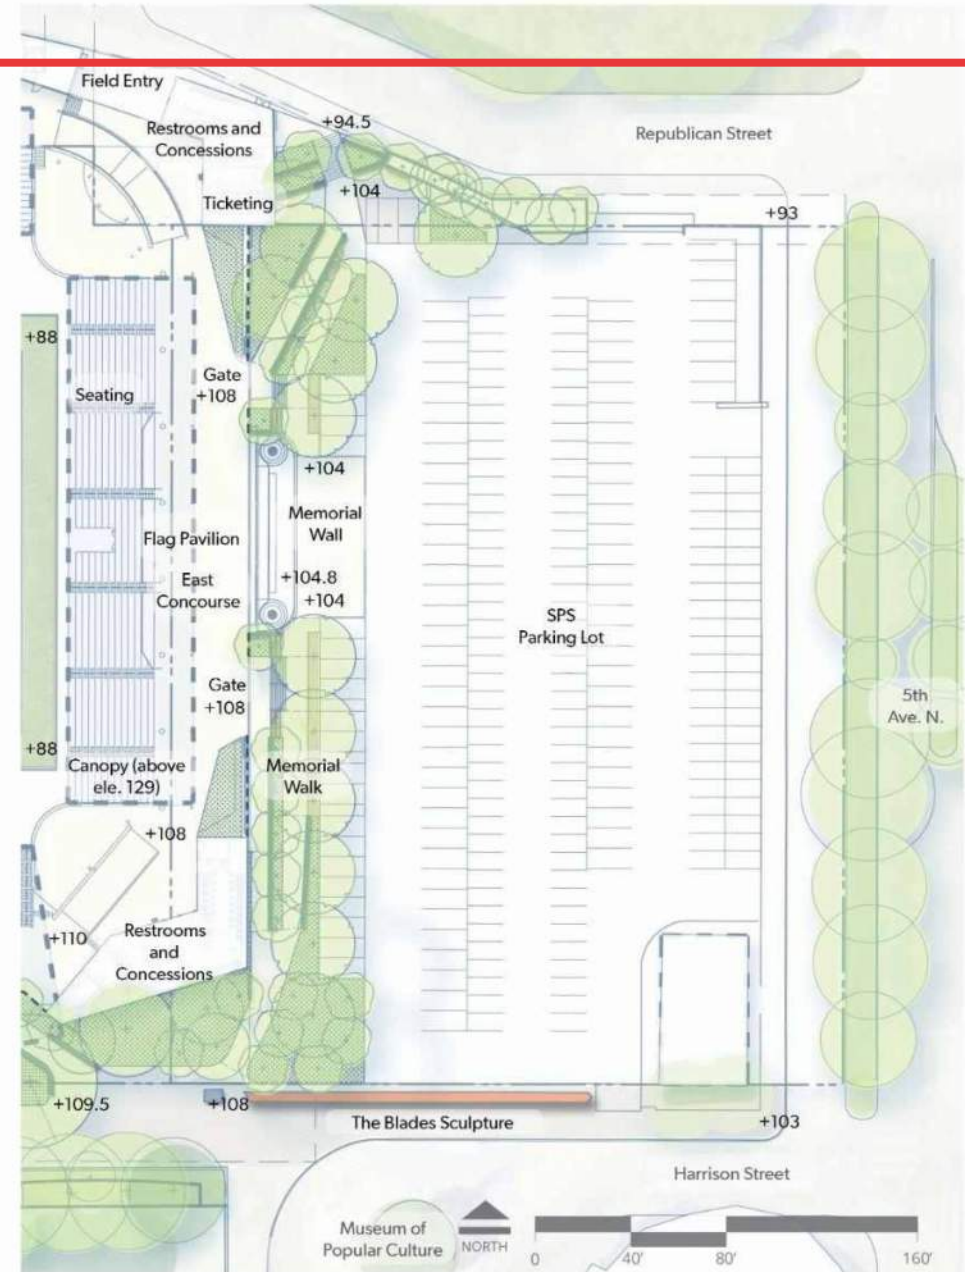 Field Entry
Restrooms and
Concessions
+94.5
Republican Street
+104
Ticketing
+93
+88
Gate
+108
Seating
+104
Memorial
Wall
Flag Pavilion
East
Concourse
+104.8
+104
SPS
Parking Lot
Gate
+108
5th
Ave. N.
+88
Canopy (above
ele. 129)
Memorial
Walk
+108
+110
Restrooms
and
Concessions
+109.5
+108
The Blades Sculpture
+103
Harrison Street
Museum of
Popular Culture
NORTH
0 40' 80' 160'